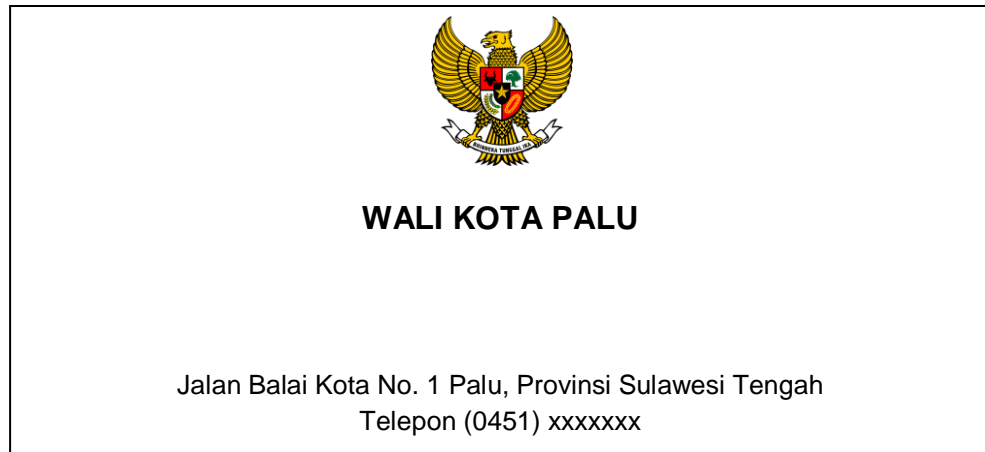 BHINNEKA TUNGGAL IKA
WALI KOTA PALU
Jalan Balai Kota No. 1 Palu, Provinsi Sulawesi Tengah
Telepon (0451) xxxxxxx